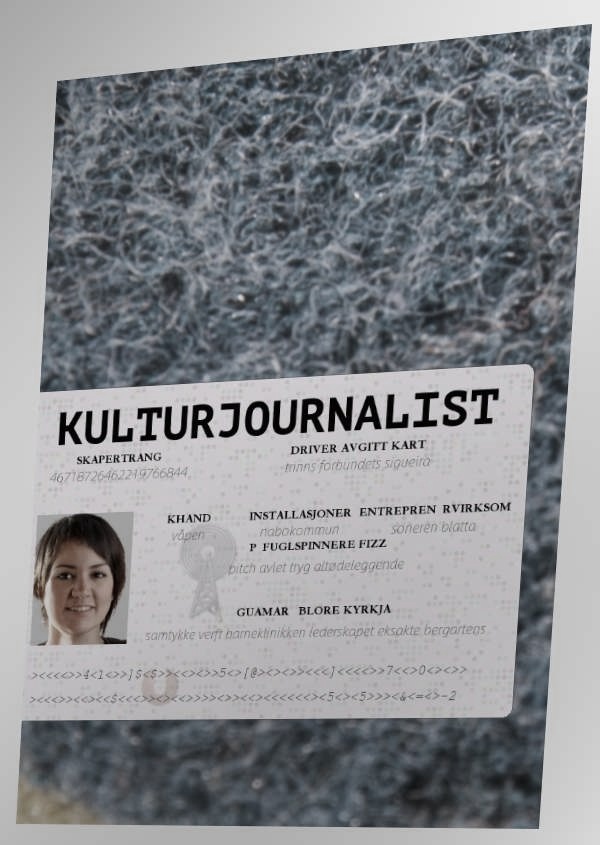 KULTURJOURNALIST
SKAPERTRANG DRIVER AVGITT KART
46718726462219766844 trinns forbundets sigueira
KHAND INSTALLASJONER ENTREPREN RVIRKSOM
våpen nabokommun soneren blatta
P FUGLSPINNERE FIZZ
pitch avlet tryg altødeleggende
GUAMAR BLORE KYRKJA
samtykke verft barneklinikken lederskapet eksakte bergartens
><<<<>>4<1<>>]$<$>><<><>>5<>[@><><>><<<]<<<<>>7<<>0<><>>
><<<>><<><<$<<<>><><<>>>><>><<><<<<<<><5<><5>>><&<=<>-2